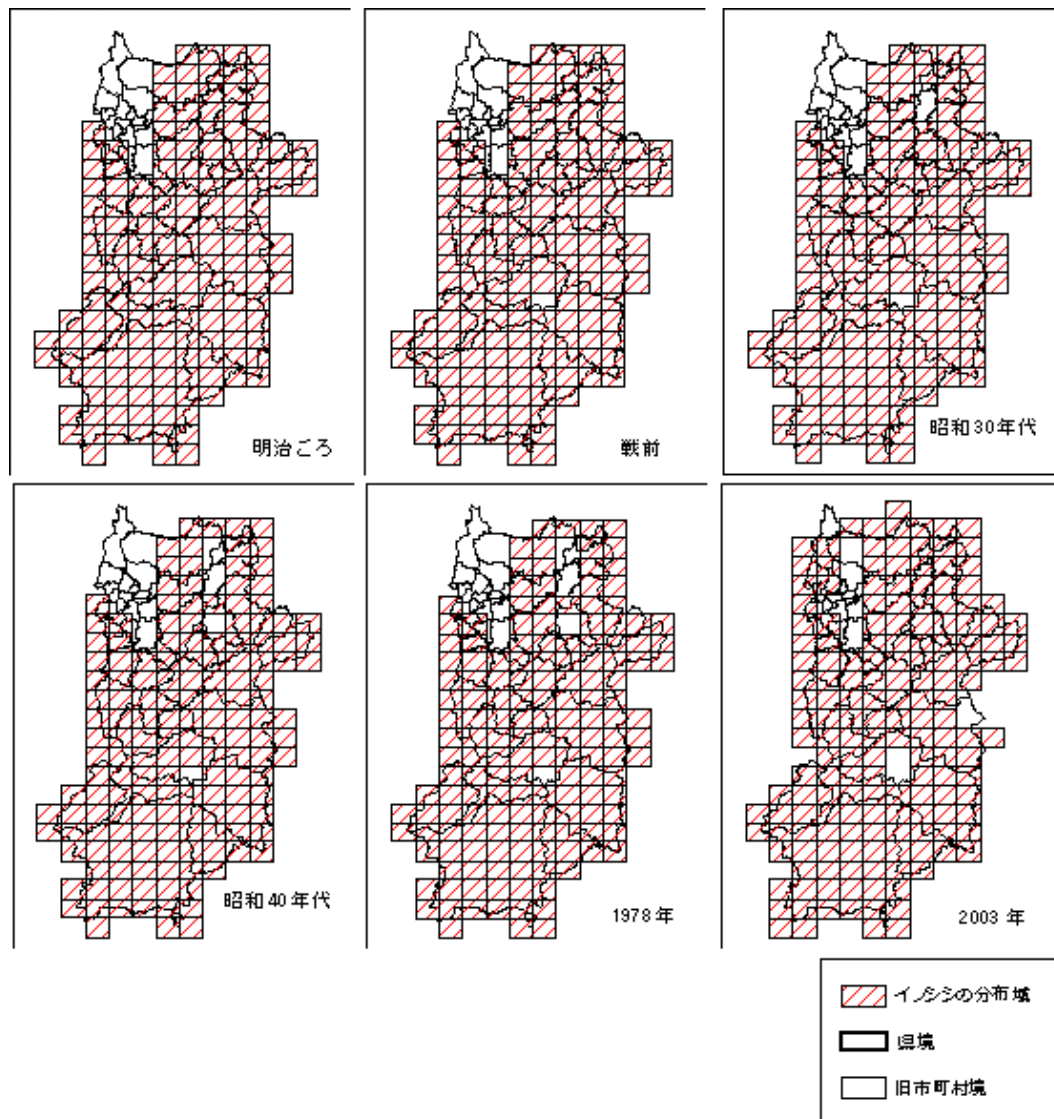 明治ごろ
戦前
昭和30年代
昭和40年代
1978年
2003年
イノシシの分布域
県境
旧市町村境